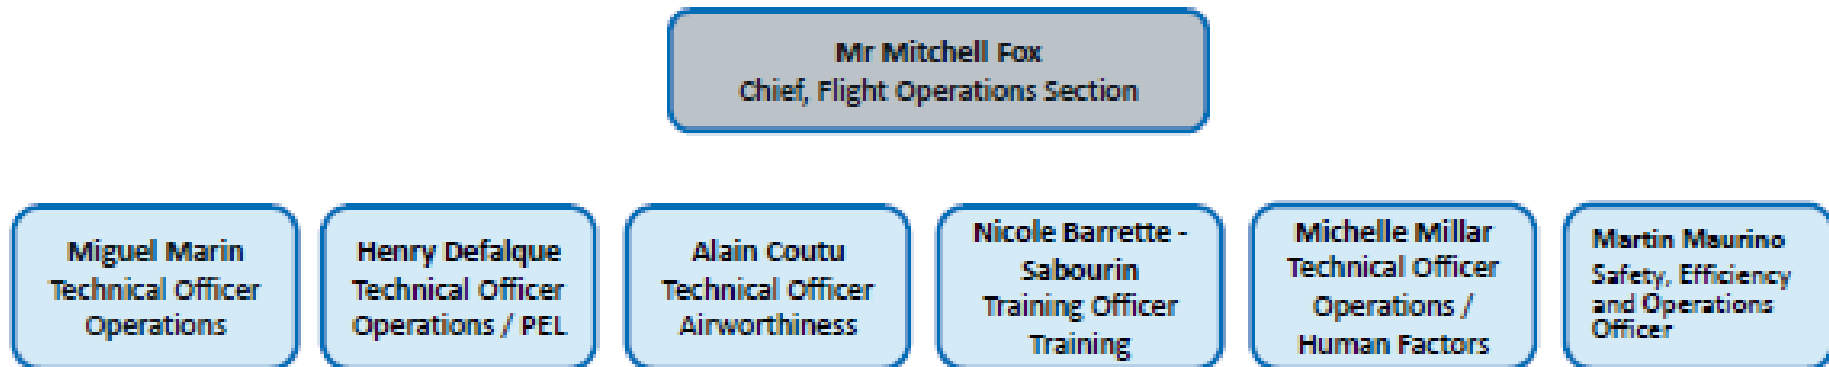 Mr Mitchell Fox
Chief, Flight Operations Section
Miguel Marin
Technical Officer
Operations
Henry Defalque
Technical Officer
Operations / PEL
Alain Coutu
Technical Officer
Airworthiness
Nicole Barrette -
Sabourin
Training Officer
Training
Michelle Millar
Technical Officer
Operations /
Human Factors
Martin Maurino
Safety, Efficiency
and Operations
Officer